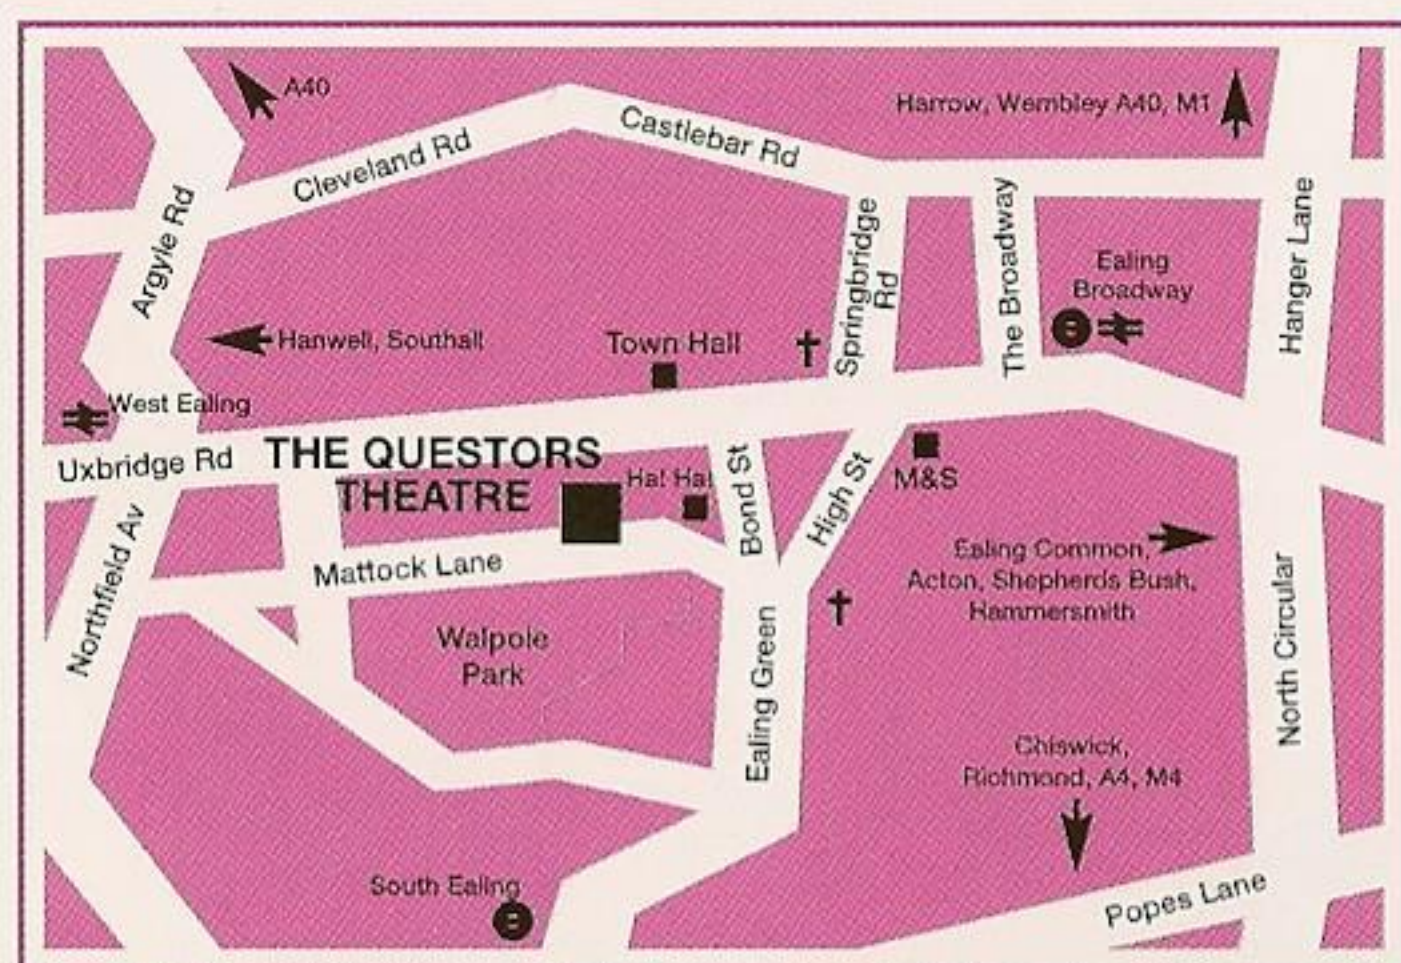 A40
Harrow, Wembley A40, M1
Cleveland Rd
Castlebar Rd
Argyle Rd
Springbridge
Rd
The Broadway
Ealing
Broadway
Hanger Lane
Hanwell, Southall
Town Hall
West Ealing
Uxbridge Rd
THE QUESTORS
THEATRE
Ha! Ha!
Bond St
High St
M&S
Northfield Av
Mattock Lane
Ealing Common,
Acton, Shepherds Bush,
Hammersmith
Walpole
Park
Ealing Green
North Circular
Chiswick,
Richmond, A4, M4
South Ealing
Popes Lane